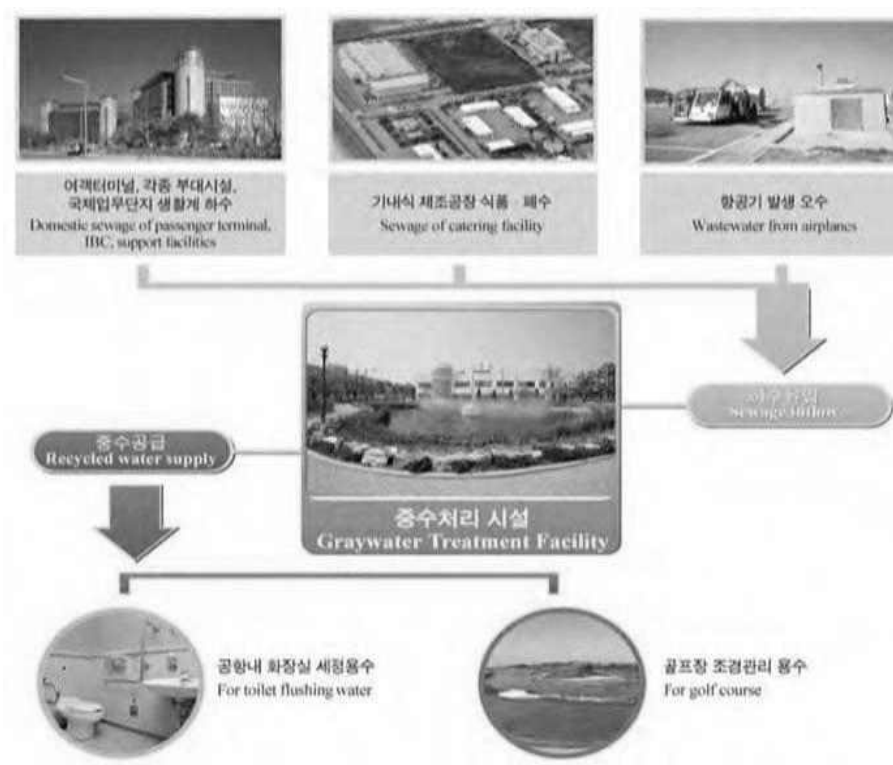 여객터미널, 각종 부대시설,
국제업무단지 생활계 하수
Domestic sewage of passenger terminal,
IBC, support facilities
기내식 제조공장 식품 · 폐수
Sewage of catering facility
항공기 발생 오수
Wastewater from airplanes
하수유입
Sewage inflow
중수공급
Recycled water supply
중수처리 시설
Graywater Treatment Facility
공항내 화장실 세정용수
For toilet flushing water
골프장 조경관리 용수
For golf course